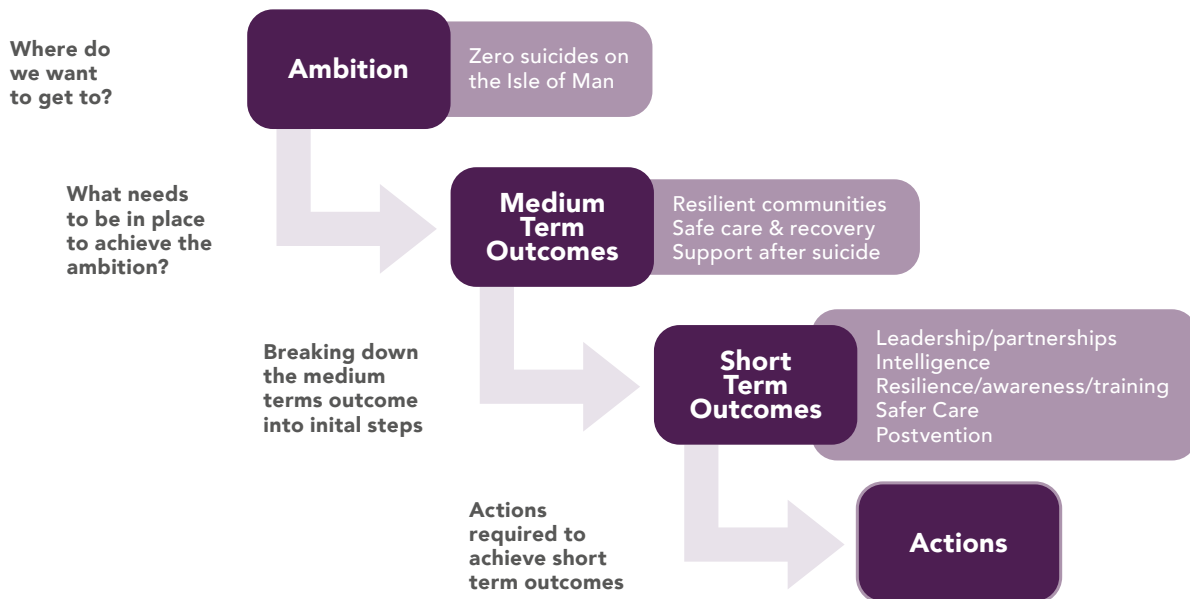 Where do
we want
to get to?
Ambition
Zero suicides on
the Isle of Man
What needs
to be in place
to achieve the
ambition?
Medium
Term
Outcomes
Resilient communities
Safe care & recovery
Support after suicide
Breaking down
the medium
terms outcome
into inital steps
Short
Term
Outcomes
Leadership/partnerships
Intelligence
Resilience/awareness/training
Safer Care
Postvention
Actions
required to
achieve short
term outcomes
Actions